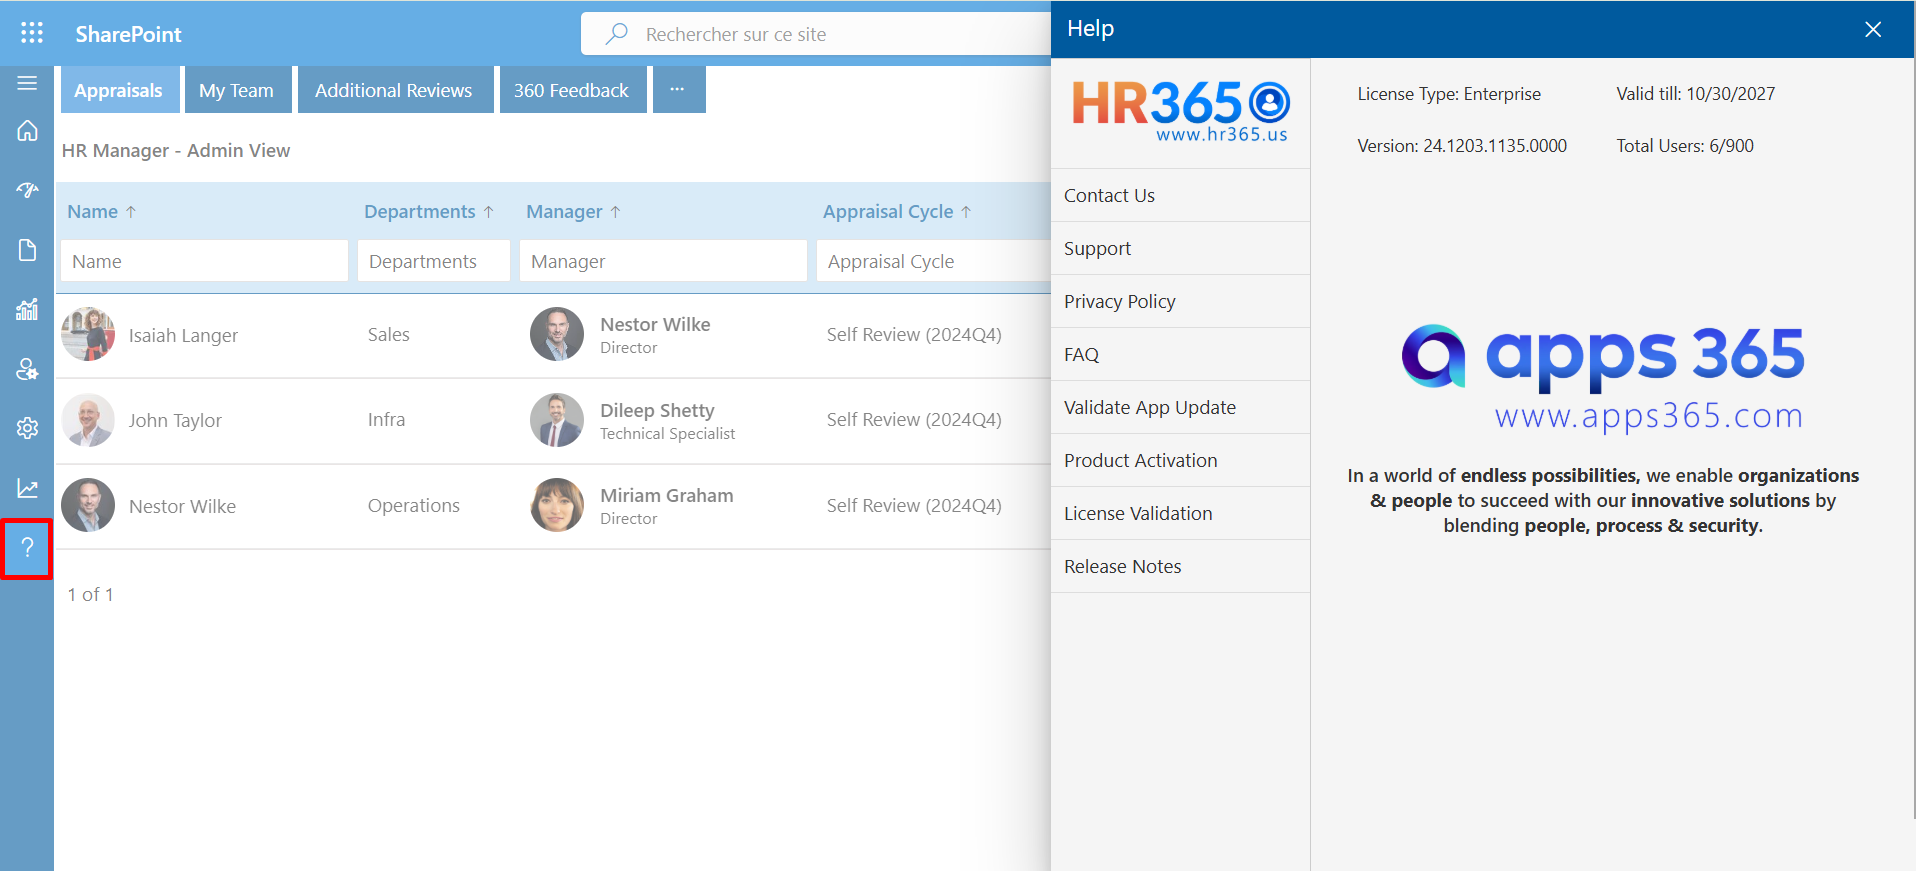 SharePoint
Rechercher sur ce site
Appraisals
My Team
Additional Reviews
360 Feedback
...
HR Manager - Admin View
Name ↑
Departments ↑
Manager ↑
Appraisal Cycle ↑
Name
Departments
Manager
Appraisal Cycle
Isaiah Langer
Sales
Nestor Wilke
Director
Self Review (2024Q4)
John Taylor
Infra
Dileep Shetty
Technical Specialist
Self Review (2024Q4)
Nestor Wilke
Operations
Miriam Graham
Director
Self Review (2024Q4)
?
1 of 1
Help
HR365
www.hr365.us
Contact Us
Support
Privacy Policy
FAQ
Validate App Update
Product Activation
License Validation
Release Notes
License Type: Enterprise
Valid till: 10/30/2027
Version: 24.1203.1135.0000
Total Users: 6/900
apps 365
www.apps365.com
In a world of endless possibilities, we enable organizations
& people to succeed with our innovative solutions by
blending people, process & security.